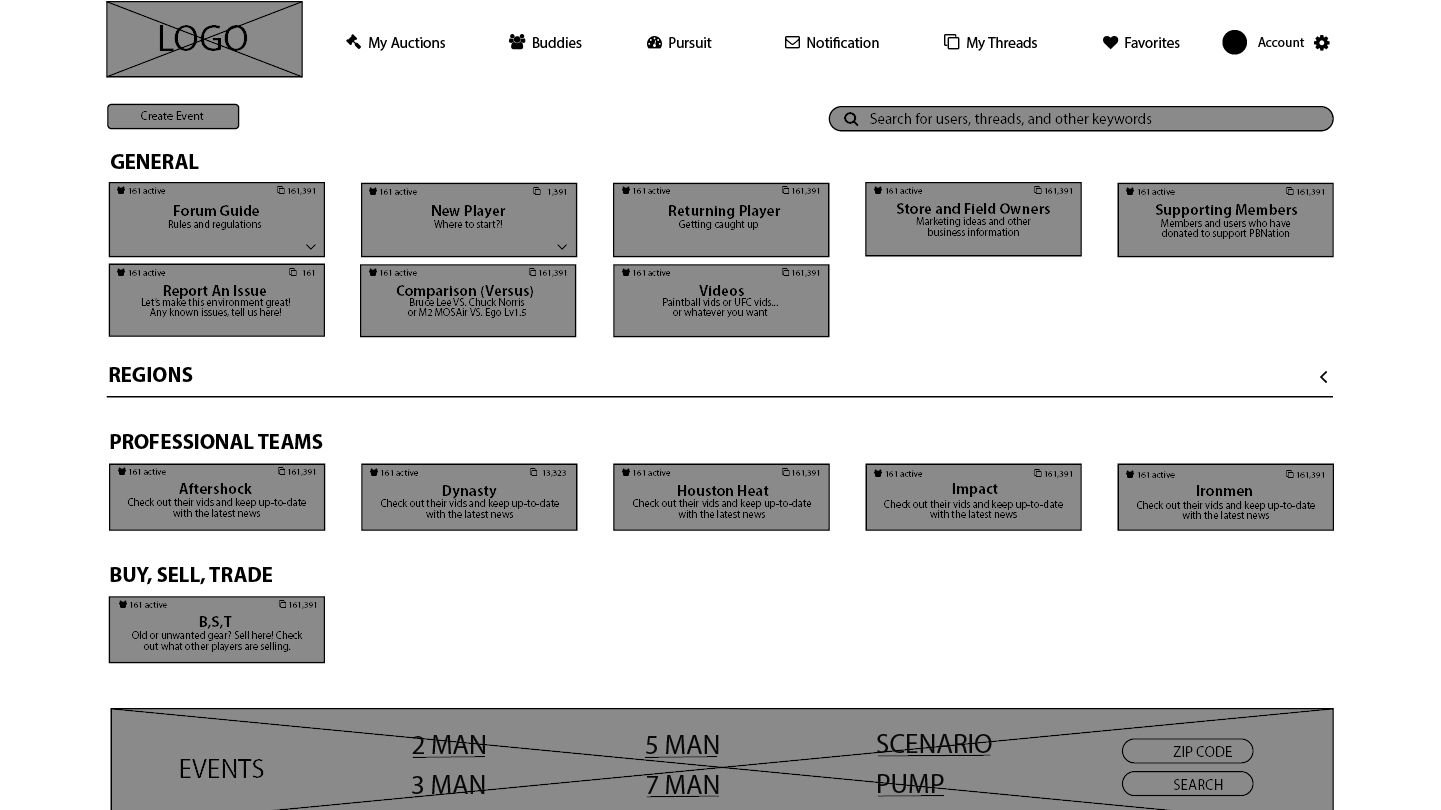 LOGO
My Auctions
Buddies
Pursuit
Notification
My Threads
Favorites
Account
Create Event
Search for users, threads, and other keywords
GENERAL
161 active 161,391
Forum Guide
Rules and regulations
161 active 1,391
New Player
Where to start?!
161 active 161,391
Returning Player
Getting caught up
161 active 161,391
Store and Field Owners
Marketing ideas and other
business information
161 active 161,391
Supporting Members
Members and users who have
donated to support PBNation
161 active 161
Report An Issue
Let's make this environment great!
Any known issues, tell us here!
161 active 161,391
Comparison (Versus)
Bruce Lee VS. Chuck Norris
or M2 MOSAir VS. Ego Lv1.5
161 active 161,391
Videos
Paintball vids or UFC vids...
or whatever you want
REGIONS
PROFESSIONAL TEAMS
161 active 161,391
Aftershock
Check out their vids and keep up-to-date
with the latest news
161 active 13,323
Dynasty
Check out their vids and keep up-to-date
with the latest news
161 active 161,391
Houston Heat
Check out their vids and keep up-to-date
with the latest news
161 active 161,391
Impact
Check out their vids and keep up-to-date
with the latest news
161 active 161,391
Ironmen
Check out their vids and keep up-to-date
with the latest news
BUY, SELL, TRADE
161 active 161,391
B,S,T
Old or unwanted gear? Sell here! Check
out what other players are selling.
EVENTS
2 MAN
5 MAN
SCENARIO
ZIP CODE
3 MAN
7 MAN
PUMP
SEARCH